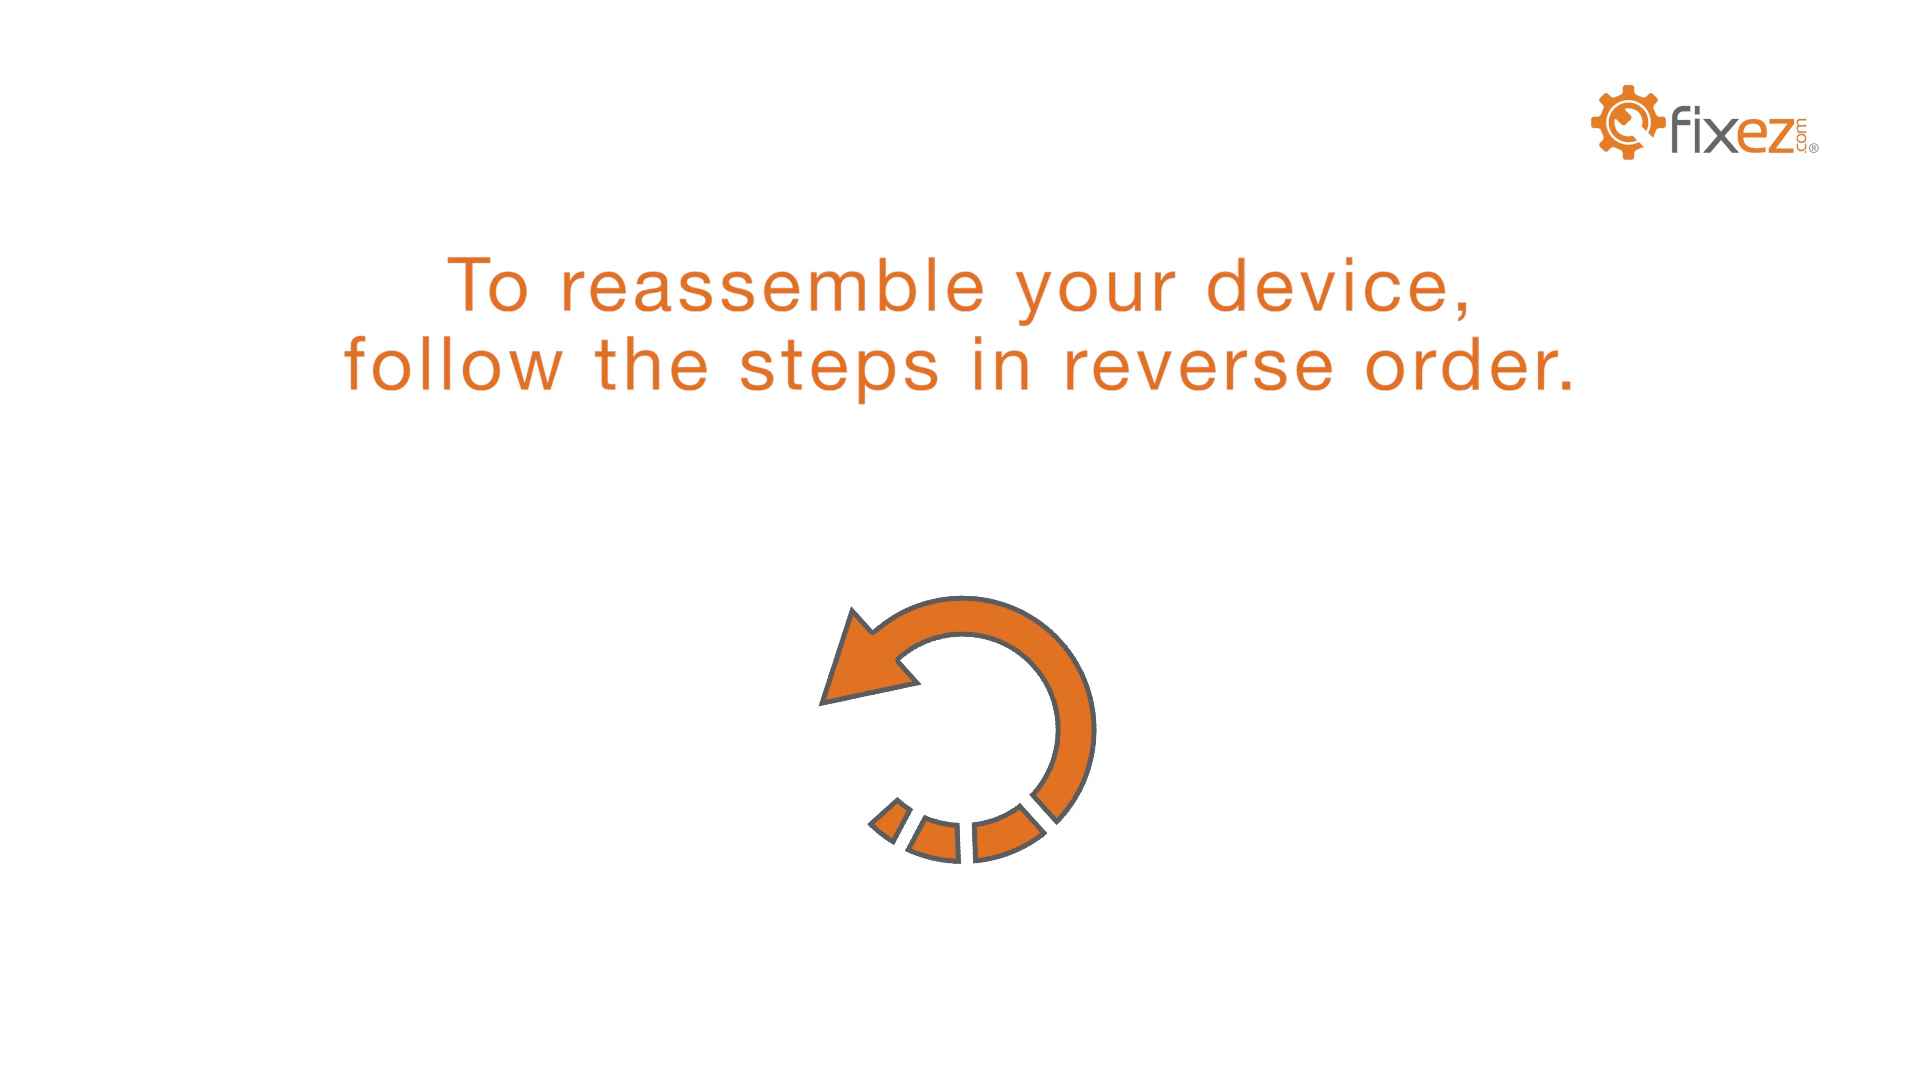 fixez.com®
To reassemble your device,
follow the steps in reverse order.